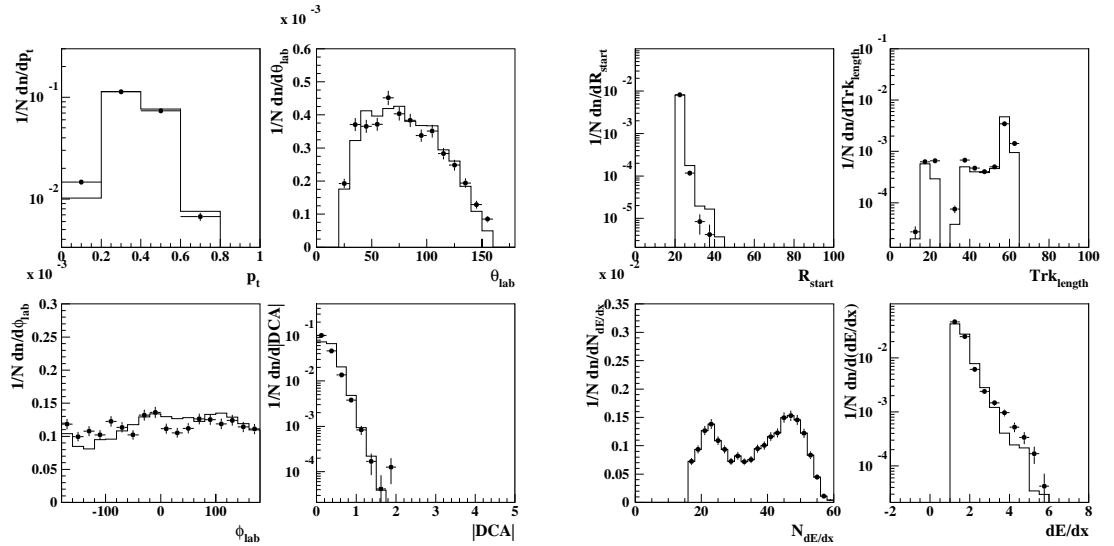 x 10 -3
1/N dn/dp_t
10 -1
10 -2
0 0.2 0.4 0.6 0.8 1
p_t
1/N dn/dθ_lab
0.6
0.5
0.4
0.3
0.2
0.1
0
0 50 100 150
θ_lab
1/N dn/dR_start
10 -2
10 -3
10 -4
10 -5
0 20 40 60 80 100
R_start
1/N dn/dTrk_length
10 -1
10 -2
10 -3
10 -4
0 20 40 60 80 100
Trk_length
x 10 -3
1/N dn/dϕ_lab
0.3
0.25
0.2
0.15
0.1
0.05
0
-100 0 100
ϕ_lab
1/N dn/d|DCA|
10 -1
10 -2
10 -3
10 -4
0 1 2 3 4 5
|DCA|
x 10 -2
1/N dn/dN_dE/dx
0.35
0.3
0.25
0.2
0.15
0.1
0.05
0
0 20 40 60
N_dE/dx
1/N dn/d(dE/dx)
10 -2
10 -3
10 -4
0 2 4 6 8
dE/dx